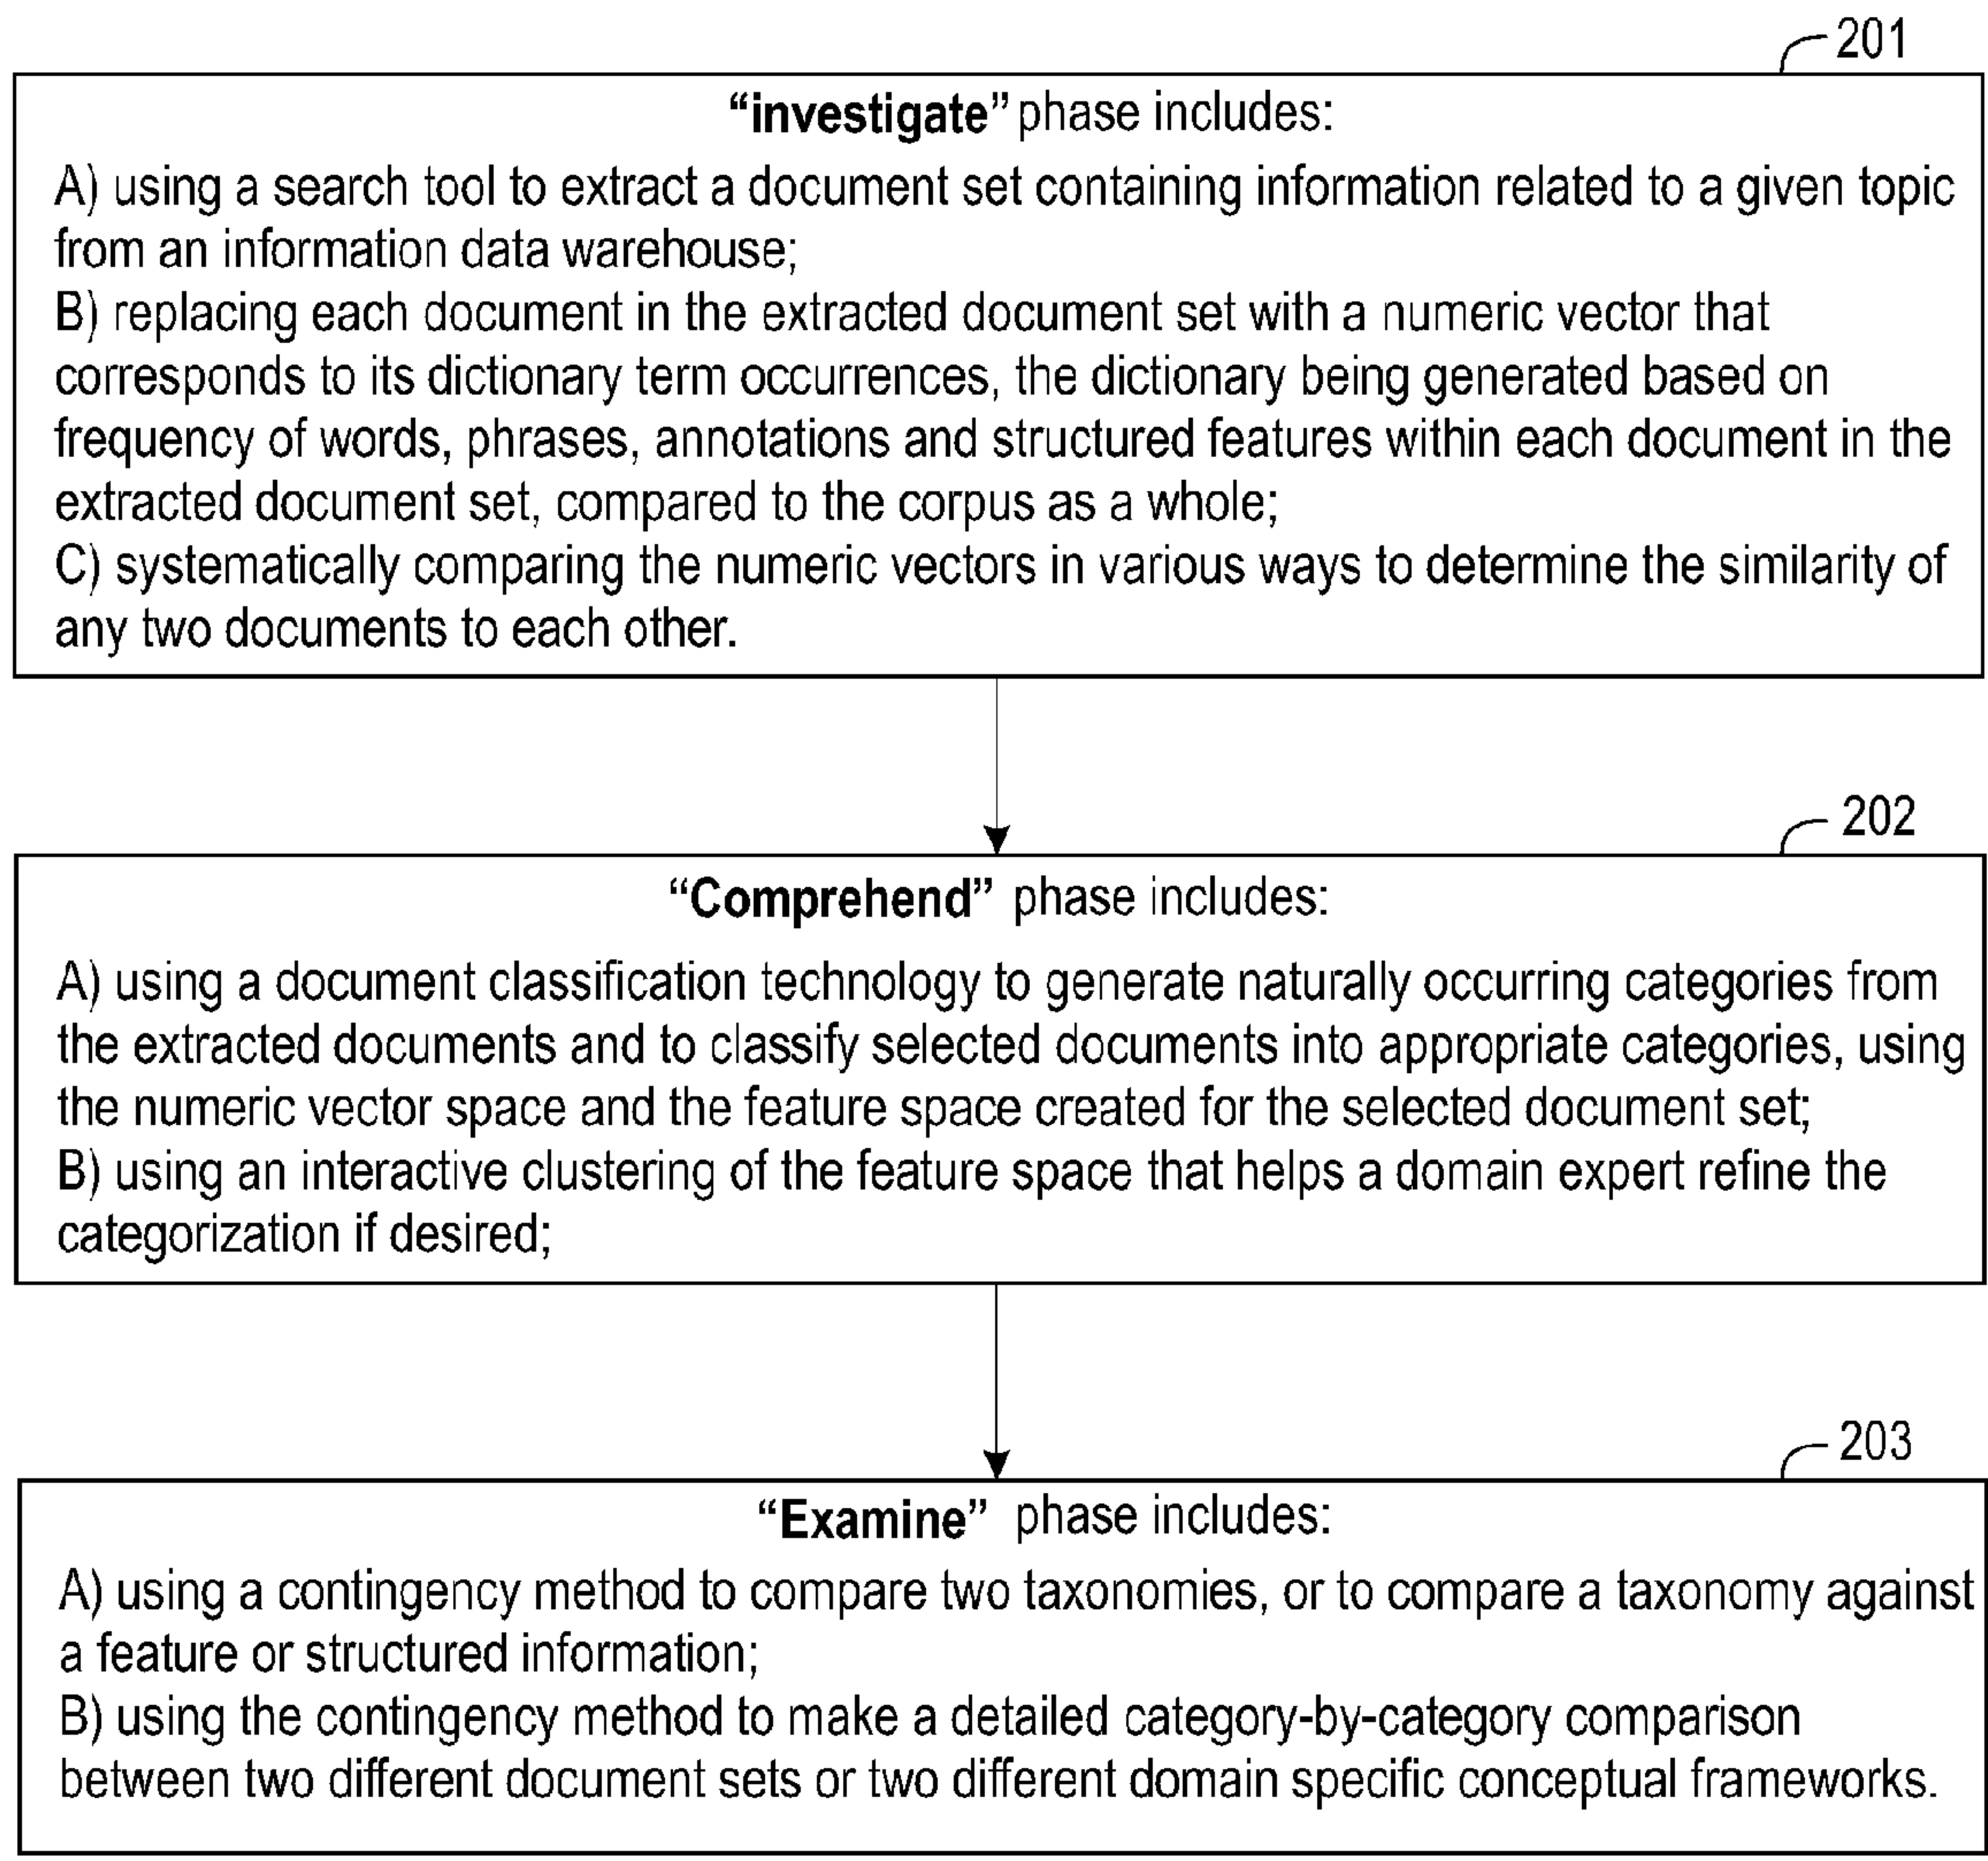 201
“investigate” phase includes:
A) using a search tool to extract a document set containing information related to a given topic
from an information data warehouse;
B) replacing each document in the extracted document set with a numeric vector that
corresponds to its dictionary term occurrences, the dictionary being generated based on
frequency of words, phrases, annotations and structured features within each document in the
extracted document set, compared to the corpus as a whole;
C) systematically comparing the numeric vectors in various ways to determine the similarity of
any two documents to each other.
202
“Comprehend” phase includes:
A) using a document classification technology to generate naturally occurring categories from
the extracted documents and to classify selected documents into appropriate categories, using
the numeric vector space and the feature space created for the selected document set;
B) using an interactive clustering of the feature space that helps a domain expert refine the
categorization if desired;
203
“Examine” phase includes:
A) using a contingency method to compare two taxonomies, or to compare a taxonomy against
a feature or structured information;
B) using the contingency method to make a detailed category-by-category comparison
between two different document sets or two different domain specific conceptual frameworks.